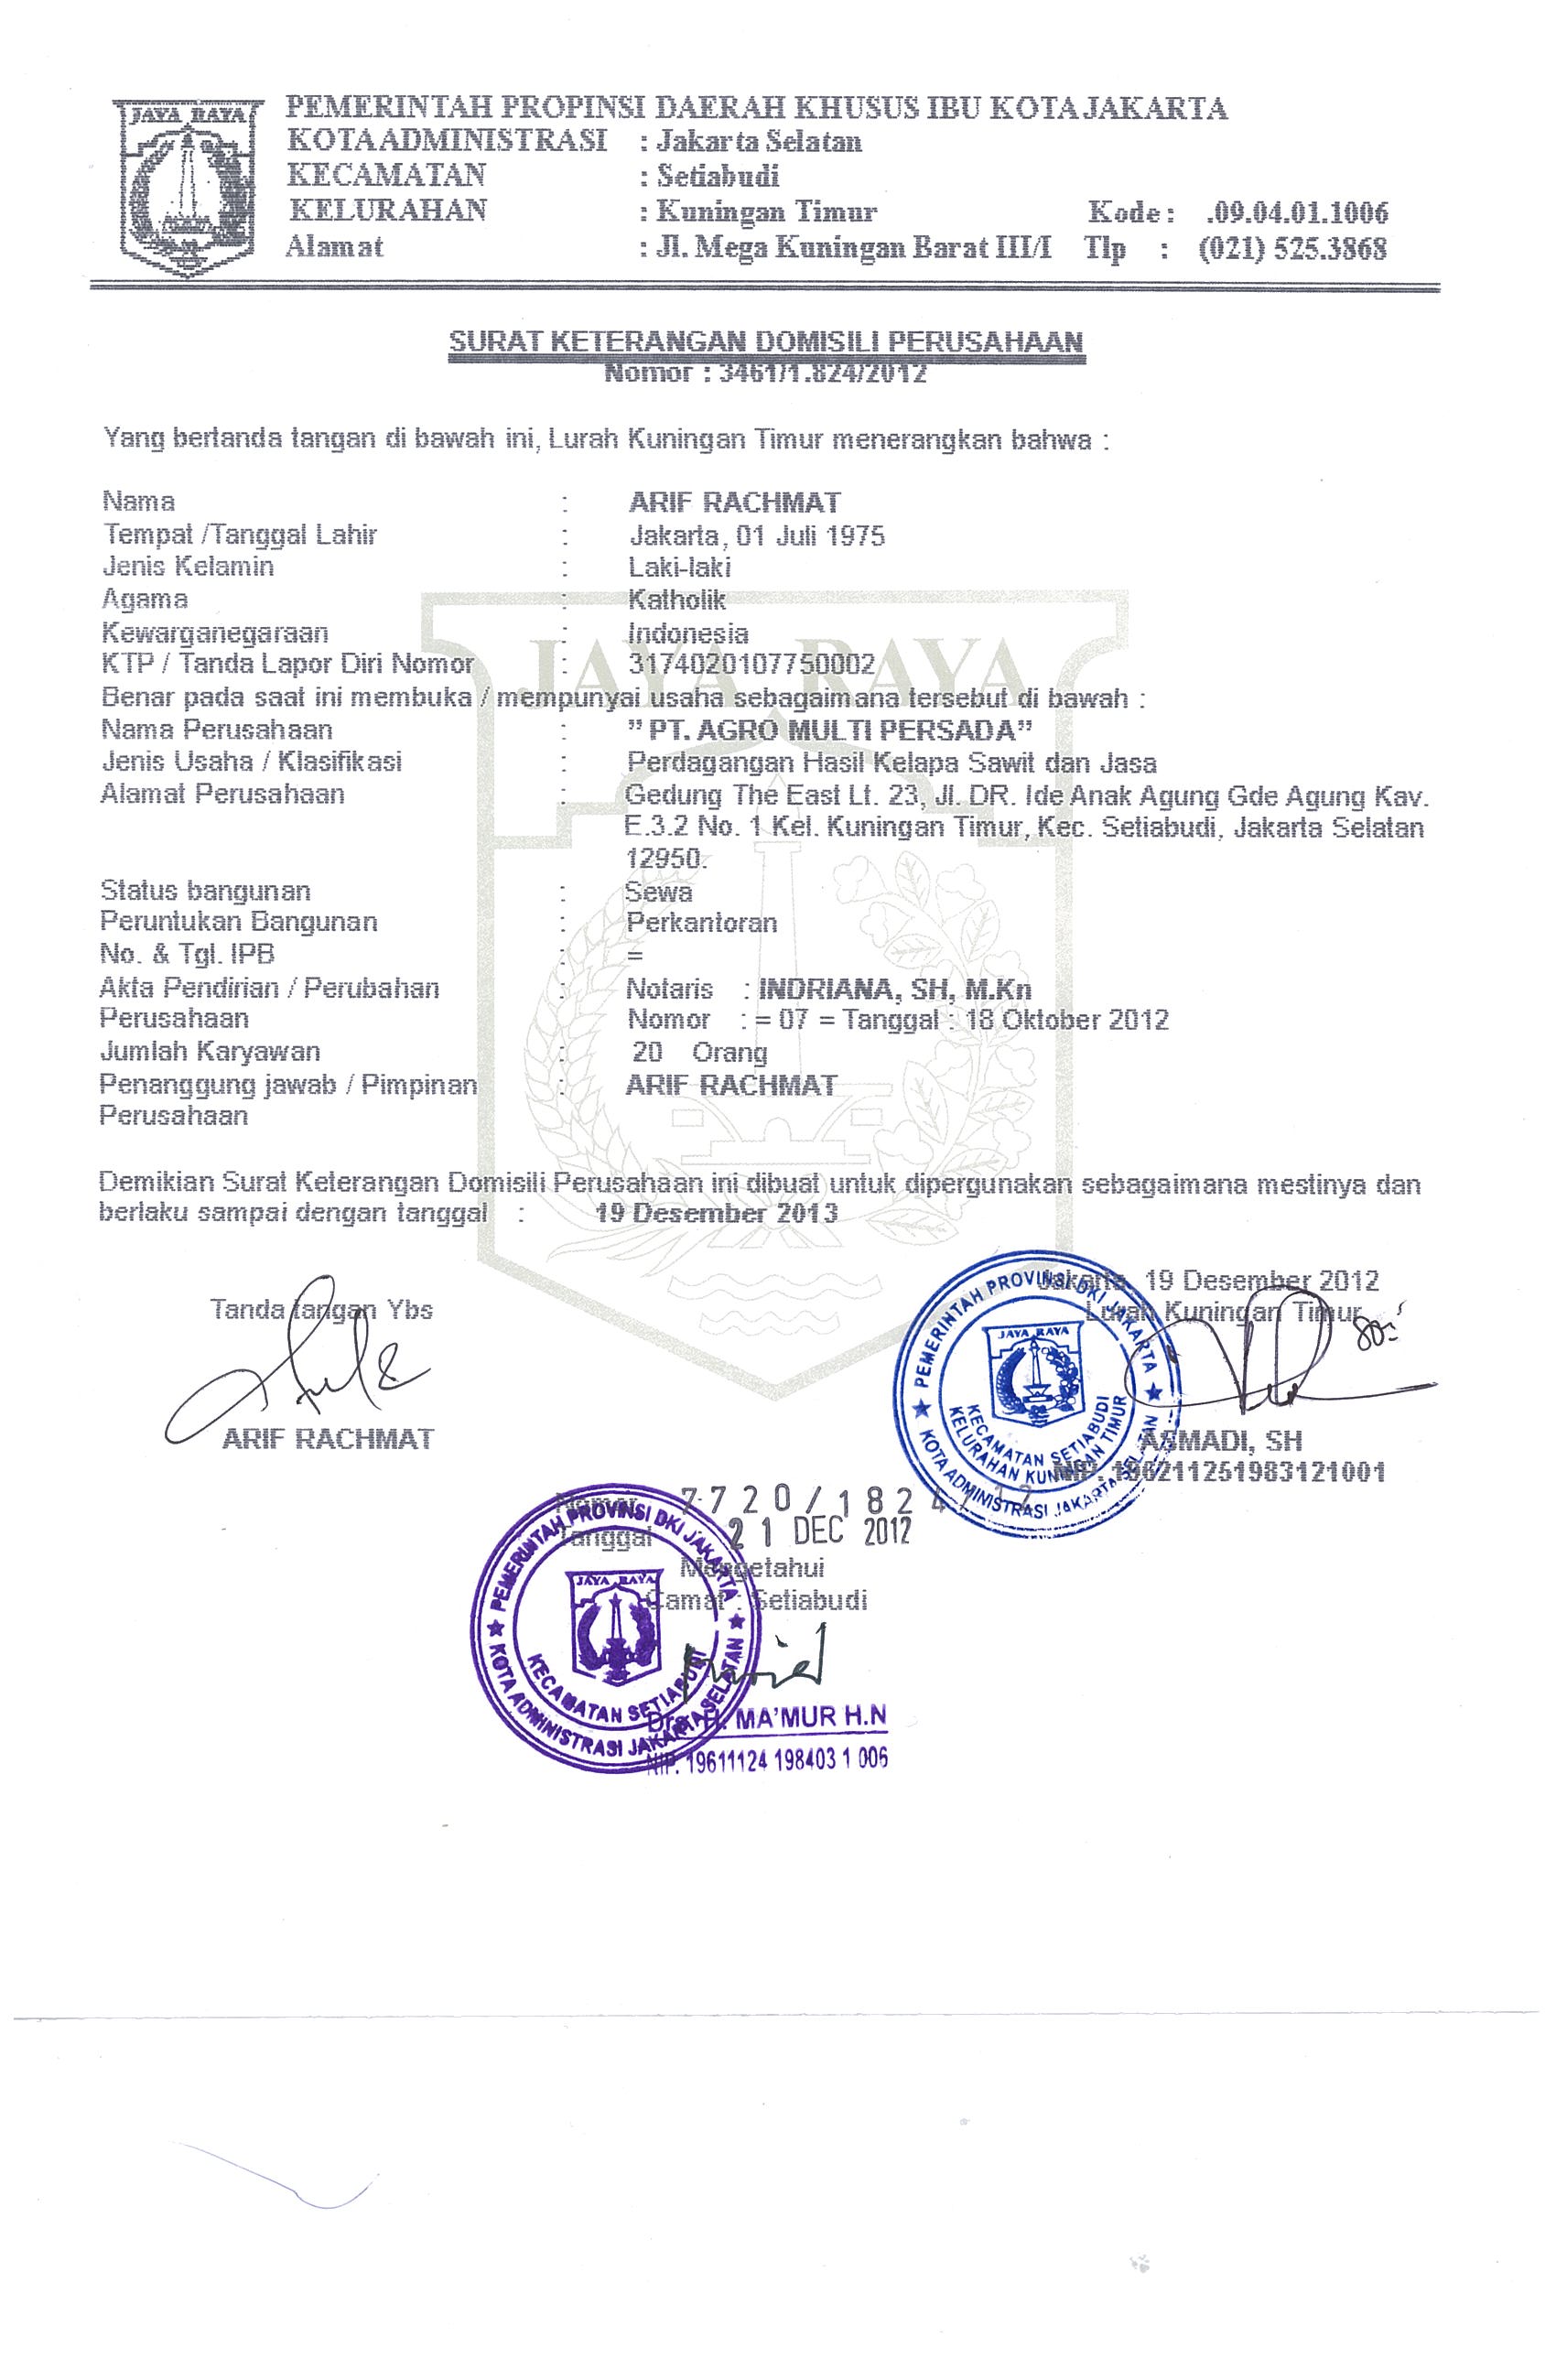 JAYA RAYA
PEMERINTAH PROPINSI DAERAH KHUSUS IBU KOTA JAKARTA
KOTA ADMINISTRASI : Jakarta Selatan
KECAMATAN : Setiabudi
KELURAHAN : Kuningan Timur Kode : .09.04.01.1006
Alamat : Jl. Mega Kuningan Barat III/I Tlp : (021) 525.3868
SURAT KETERANGAN DOMISILI PERUSAHAAN
Nomor : 3461/1.824/2012
Yang bertanda tangan di bawah ini, Lurah Kuningan Timur menerangkan bahwa :
Nama : ARIF RACHMAT
Tempat /Tanggal Lahir : Jakarta, 01 Juli 1975
Jenis Kelamin : Laki-laki
Agama : Katholik
Kewarganegaraan : Indonesia
JAYA RAYA
KTP / Tanda Lapor Diri Nomor : 3174020107750002
Benar pada saat ini membuka / mempunyai usaha sebagaimana tersebut di bawah :
Nama Perusahaan : ” PT. AGRO MULTI PERSADA”
Jenis Usaha / Klasifikasi : Perdagangan Hasil Kelapa Sawit dan Jasa
Alamat Perusahaan : Gedung The East Lt. 23, Jl. DR. Ide Anak Agung Gde Agung Kav.
E.3.2 No. 1 Kel. Kuningan Timur, Kec. Setiabudi, Jakarta Selatan
12950.
Status bangunan : Sewa
Peruntukan Bangunan : Perkantoran
No. & Tgl. IPB : =
Akta Pendirian / Perubahan : Notaris : INDRIANA, SH, M.Kn
Perusahaan Nomor : = 07 = Tanggal : 18 Oktober 2012
Jumlah Karyawan : 20 Orang
Penanggung jawab / Pimpinan : ARIF RACHMAT
Perusahaan
Demikian Surat Keterangan Domisili Perusahaan ini dibuat untuk dipergunakan sebagaimana mestinya dan
berlaku sampai dengan tanggal : 19 Desember 2013
Jakarta, 19 Desember 2012
Tanda tangan Ybs Lurah Kuningan Timur
PEMERINTAH PROVINSI DKI JAKARTA
JAYA RAYA
KECAMATAN SETIABUDI
KELURAHAN KUNINGAN TIMUR
KOTA ADMINISTRASI JAKARTA SELATAN
ARIF RACHMAT ASMADI, SH
NIP. 196211251983121001
Nomor 7720/1824/12
Tanggal 21 DEC 2012
Mengetahui
Camat : Setiabudi
PEMERINTAH PROVINSI DKI JAKARTA
JAYA RAYA
KECAMATAN SETIABUDI
KOTA ADMINISTRASI JAKARTA SELATAN
Drs. H. MA'MUR H.N
NIP. 19611124 198403 1 006